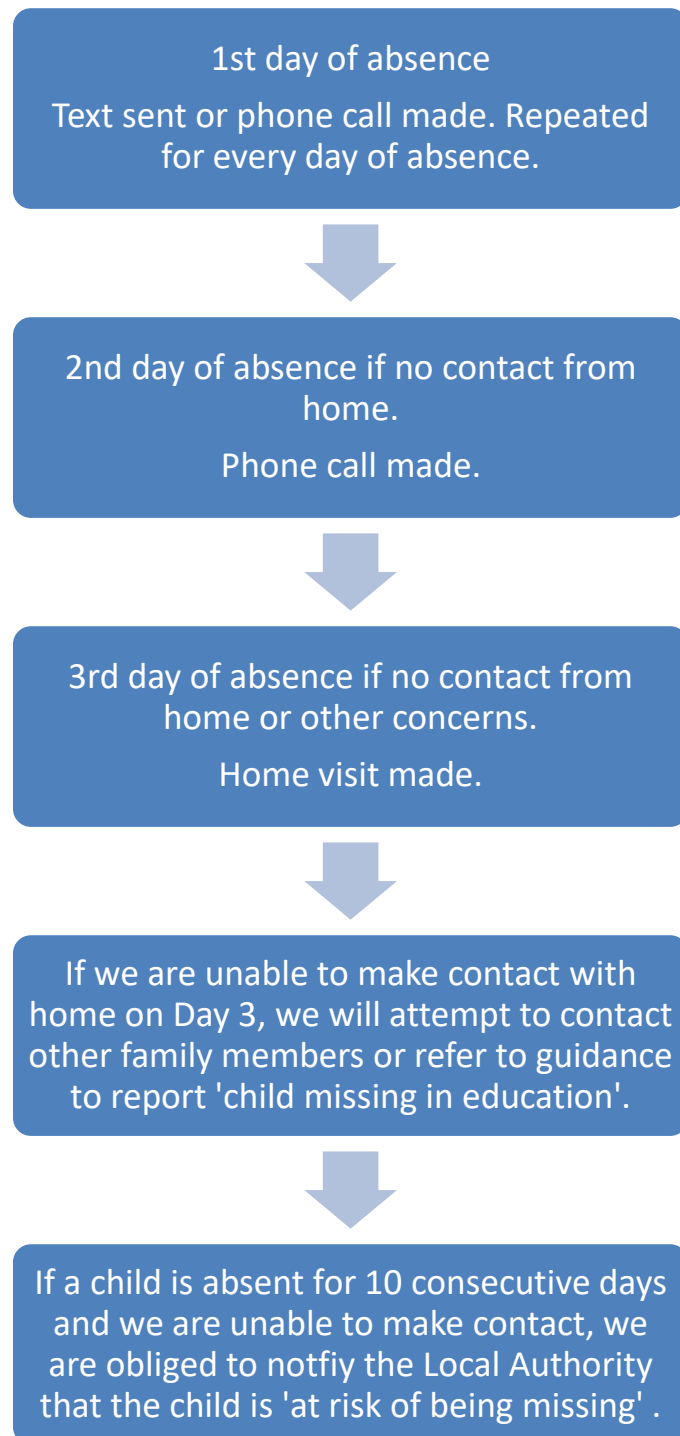 1st day of absence
Text sent or phone call made. Repeated
for every day of absence.
2nd day of absence if no contact from
home.
Phone call made.
3rd day of absence if no contact from
home or other concerns.
Home visit made.
If we are unable to make contact with
home on Day 3, we will attempt to contact
other family members or refer to guidance
to report 'child missing in education'.
If a child is absent for 10 consecutive days
and we are unable to make contact, we
are obliged to notfiy the Local Authority
that the child is 'at risk of being missing' .